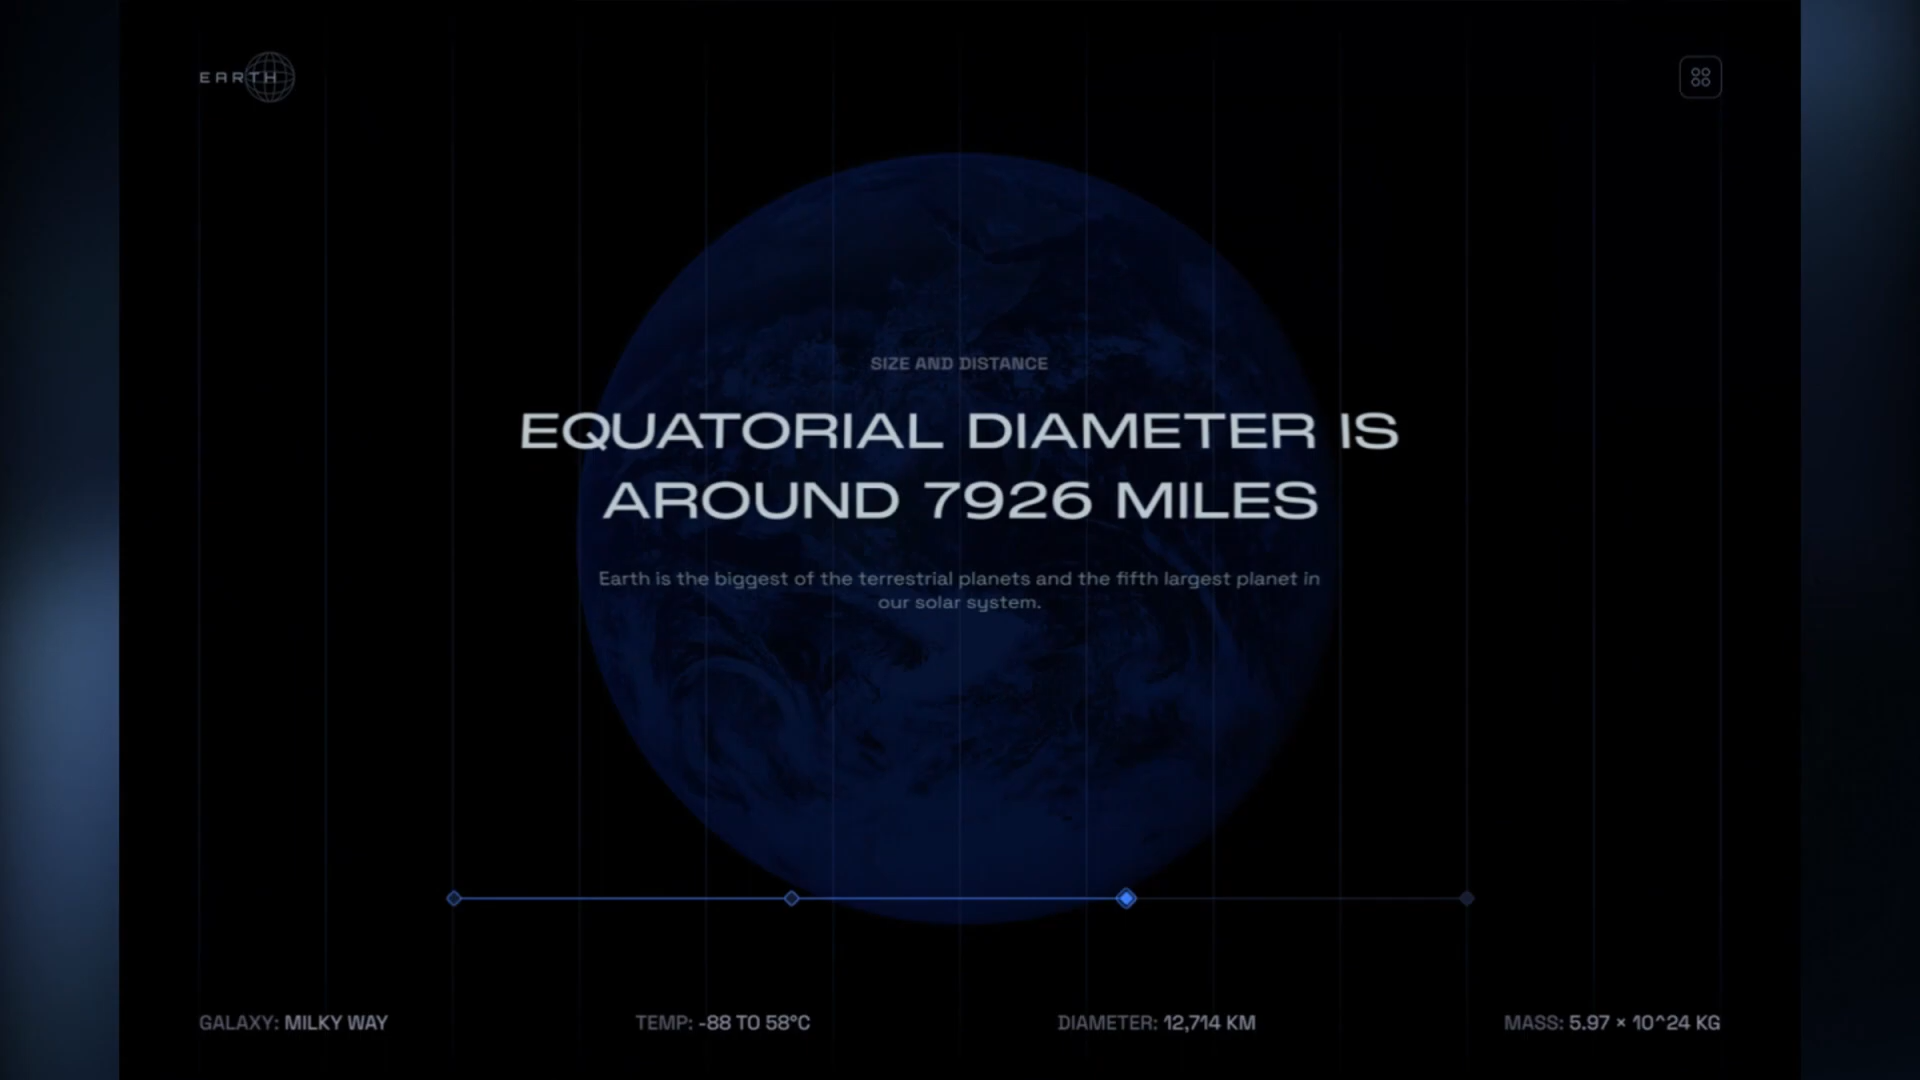 EARTH
SIZE AND DISTANCE
EQUATORIAL DIAMETER IS
AROUND 7926 MILES
Earth is the biggest of the terrestrial planets and the fifth largest planet in
our solar system.
GALAXY: MILKY WAY
TEMP: -88 TO 58°C
DIAMETER: 12,714 KM
MASS: 5.97 × 10^24 KG